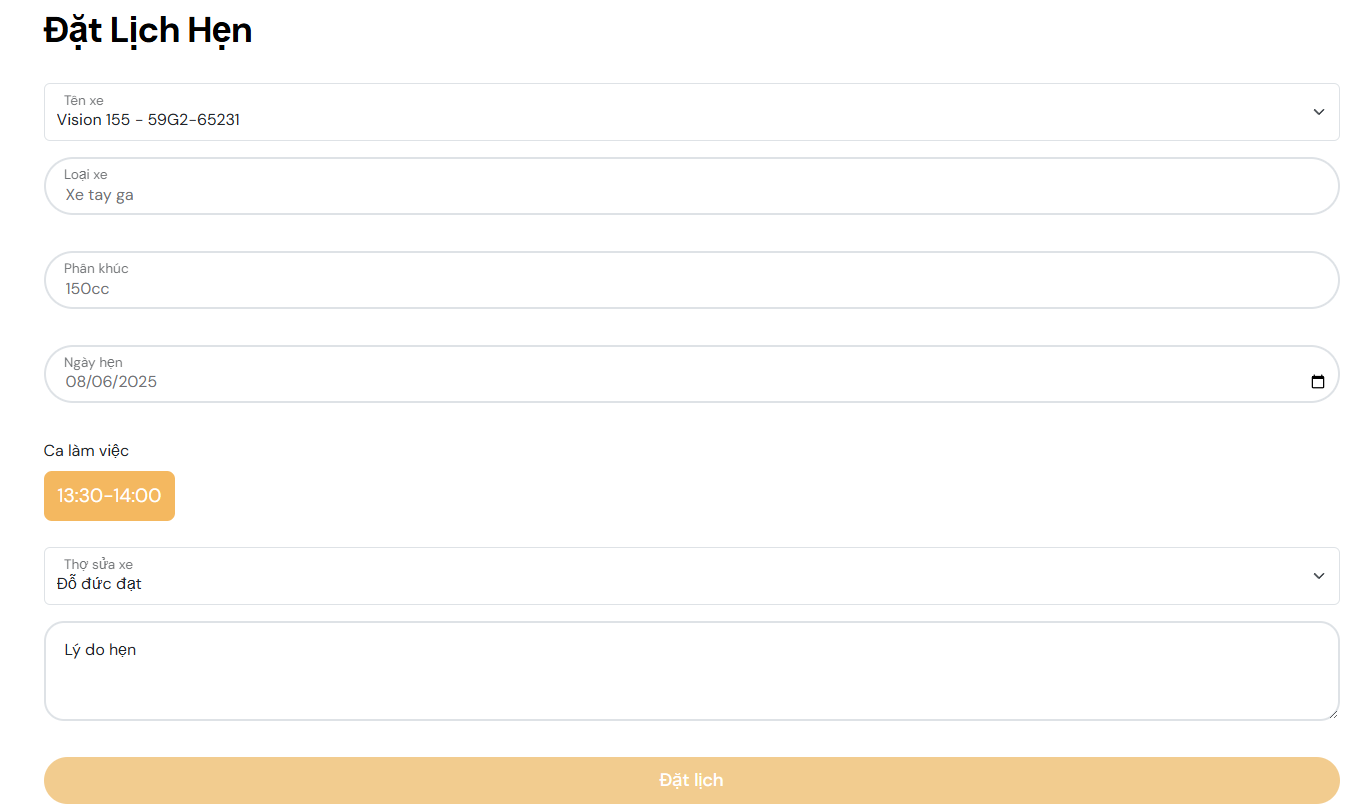 Đặt Lịch Hẹn
Tên xe
Vision 155 - 59G2-65231
Loại xe
Xe tay ga
Phân khúc
150cc
Ngày hẹn
08/06/2025
Ca làm việc
13:30-14:00
Thợ sửa xe
Đỗ đức đạt
Lý do hẹn
Đặt lịch